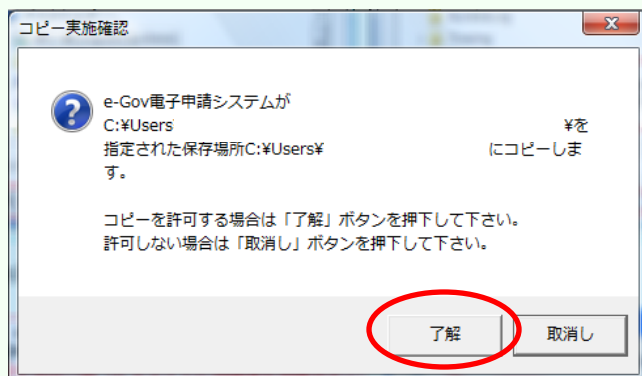 コピー実施確認
e-Gov電子申請システムが
C:¥Users ¥を
指定された保存場所C:¥Users¥ にコピーしま
す。
コピーを許可する場合は「了解」ボタンを押下して下さい。
許可しない場合は「取消し」ボタンを押下して下さい。
了解
取消し